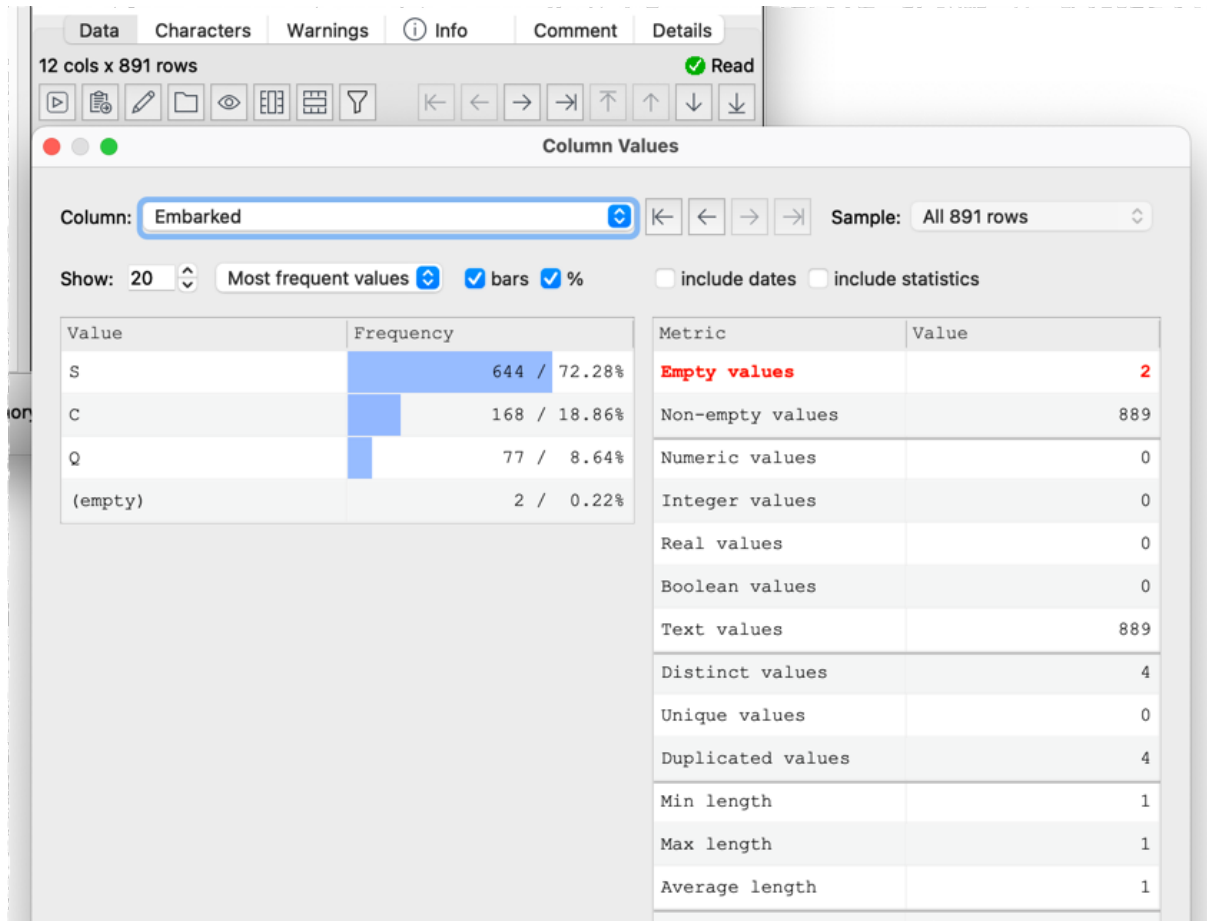 Data Characters Warnings Info Comment Details
12 cols x 891 rows Read
Column Values
Column: Embarked Sample: All 891 rows
Show: 20 Most frequent values bars % include dates include statistics
Value Frequency
S 644 / 72.28%
C 168 / 18.86%
Q 77 / 8.64%
(empty) 2 / 0.22%
Metric Value
Empty values 2
Non-empty values 889
Numeric values 0
Integer values 0
Real values 0
Boolean values 0
Text values 889
Distinct values 4
Unique values 0
Duplicated values 4
Min length 1
Max length 1
Average length 1